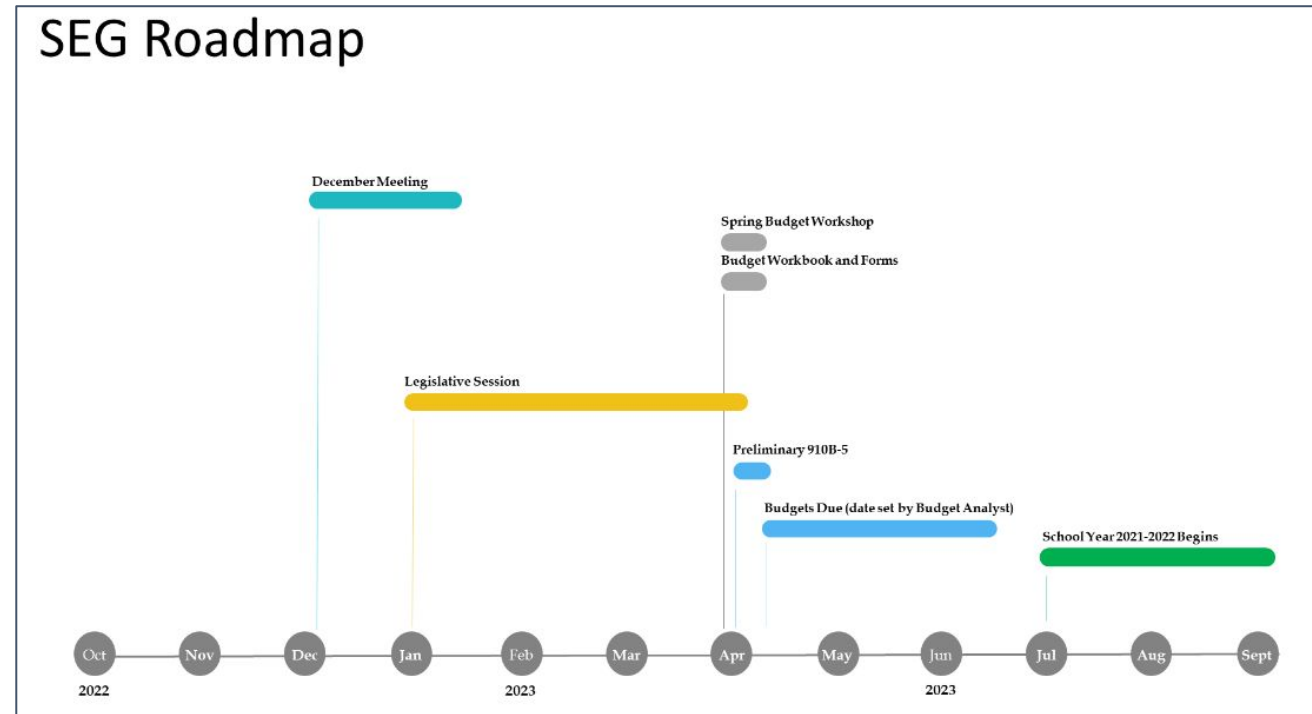 SEG Roadmap
December Meeting
Spring Budget Workshop
Budget Workbook and Forms
Legislative Session
Preliminary 910B-5
Budgets Due (date set by Budget Analyst)
School Year 2021-2022 Begins
Oct Nov Dec Jan Feb Mar Apr May Jun Jul Aug Sept
2022 2023 2023